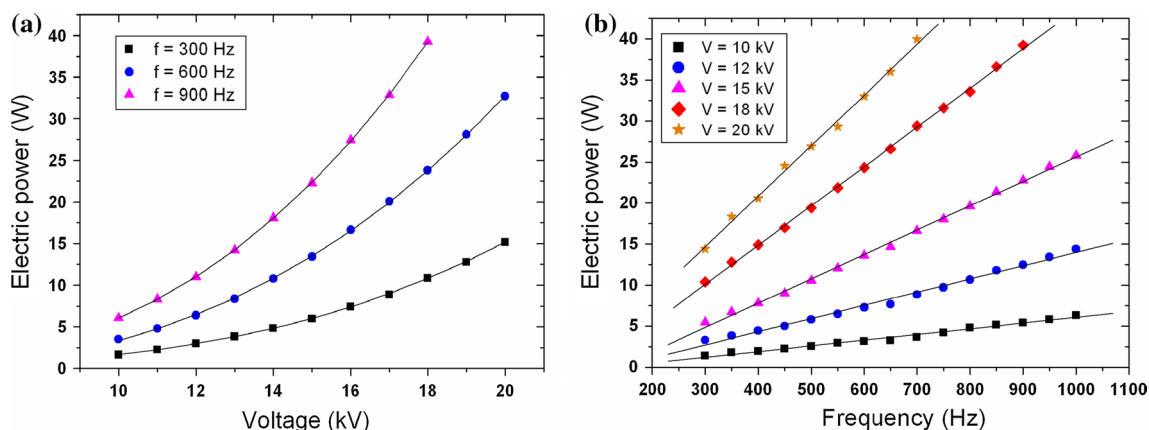 (a)
f = 300 Hz
f = 600 Hz
f = 900 Hz
Electric power (W)
40
35
30
25
20
15
10
5
0
10 12 14 16 18 20
Voltage (kV)
(b)
V = 10 kV
V = 12 kV
V = 15 kV
V = 18 kV
V = 20 kV
Electric power (W)
40
35
30
25
20
15
10
5
0
200 300 400 500 600 700 800 900 1000 1100
Frequency (Hz)